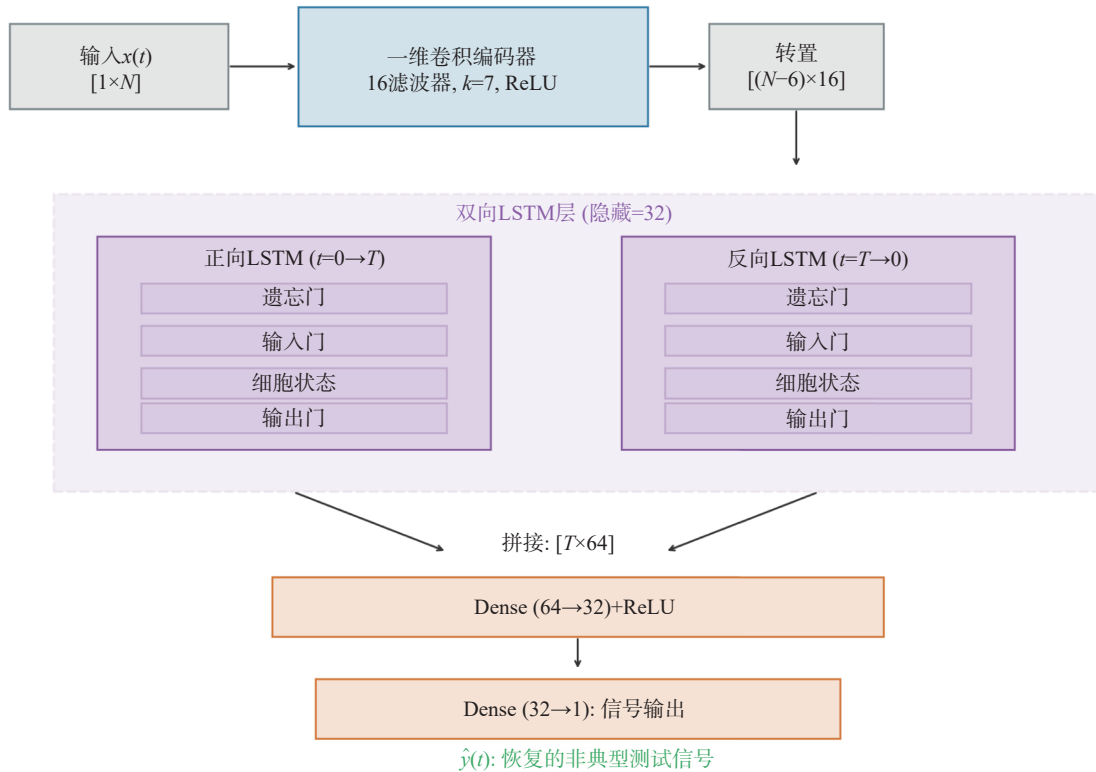 输入x(t)
[1×N]
一维卷积编码器
16滤波器, k=7, ReLU
转置
[(N−6)×16]
双向LSTM层 (隐藏=32)
正向LSTM (t=0→T)
遗忘门
输入门
细胞状态
输出门
反向LSTM (t=T→0)
遗忘门
输入门
细胞状态
输出门
拼接: [T×64]
Dense (64→32)+ReLU
Dense (32→1): 信号输出
ŷ(t): 恢复的非典型测试信号